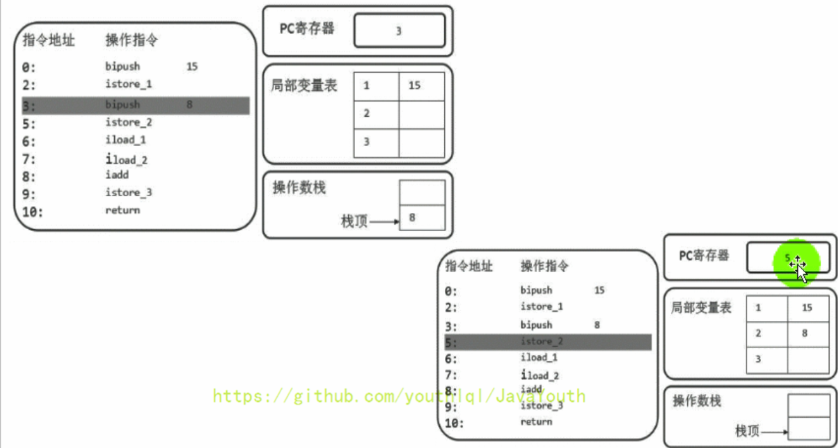 指令地址 操作指令
0: bipush 15
2: istore_1
3: bipush 8
5: istore_2
6: iload_1
7: iload_2
8: iadd
9: istore_3
10: return
PC寄存器 3
局部变量表 1 15
2
3
操作数栈
栈顶 8
指令地址 操作指令
0: bipush 15
2: istore_1
3: bipush 8
5: istore_2
6: iload_1
7: iload_2
8: iadd
9: istore_3
10: return
PC寄存器 5
局部变量表 1 15
2 8
3
操作数栈
栈顶
https://github.com/youthlql/JavaYouth